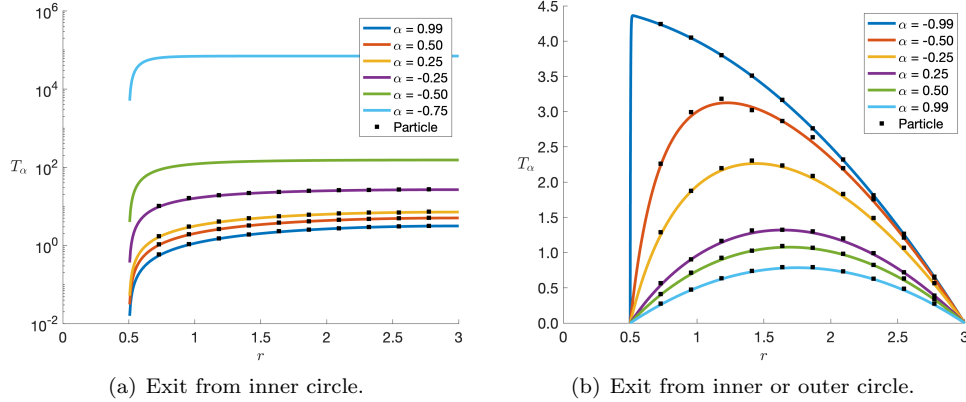 10^6
10^4
10^2
10^0
10^-2
T_α
0
0.5
1
1.5
2
2.5
3
r
α = 0.99
α = 0.50
α = 0.25
α = -0.25
α = -0.50
α = -0.75
Particle
(a) Exit from inner circle.
4.5
4.0
3.5
3.0
2.5
2.0
1.5
1.0
0.5
0.0
T_α
0
0.5
1
1.5
2
2.5
3
r
α = -0.99
α = -0.50
α = -0.25
α = 0.25
α = 0.50
α = 0.99
Particle
(b) Exit from inner or outer circle.